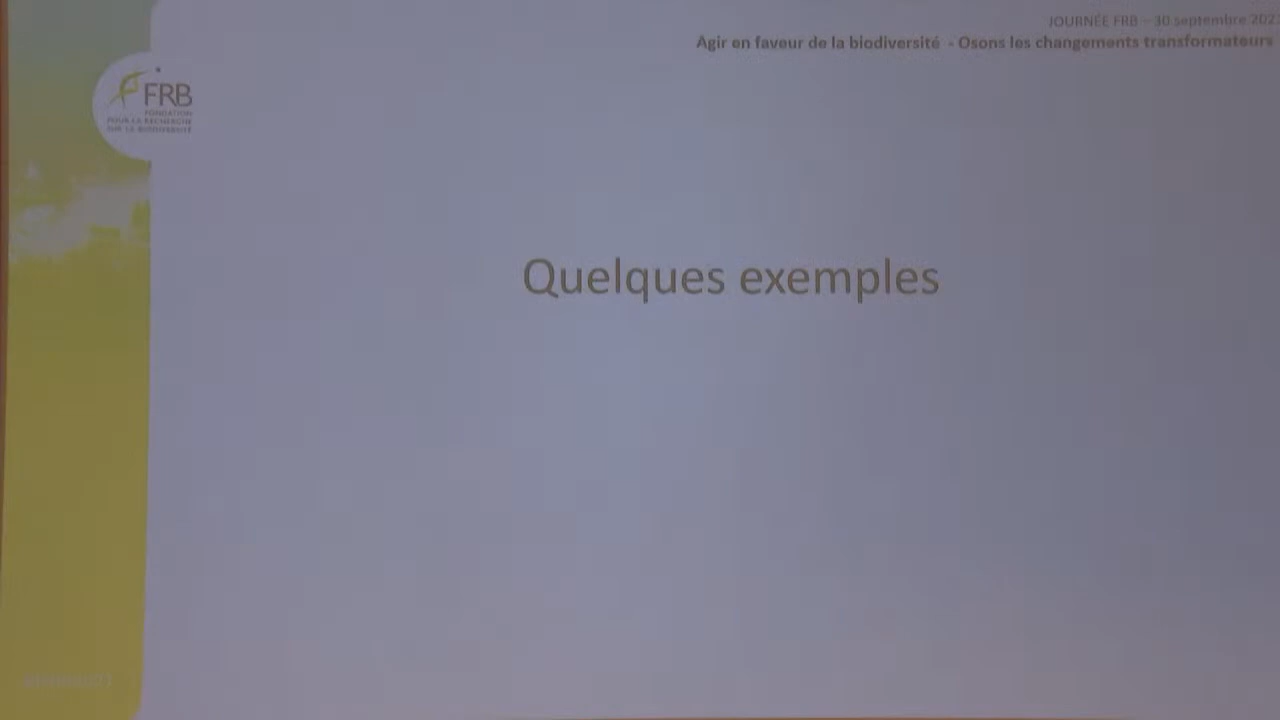 JOURNÉE FRB – 30 septembre 202
Agir en faveur de la biodiversité - Osons les changements transformateurs
FRB
FONDATION
POUR LA RECHERCHE
SUR LA BIODIVERSITÉ
Quelques exemples